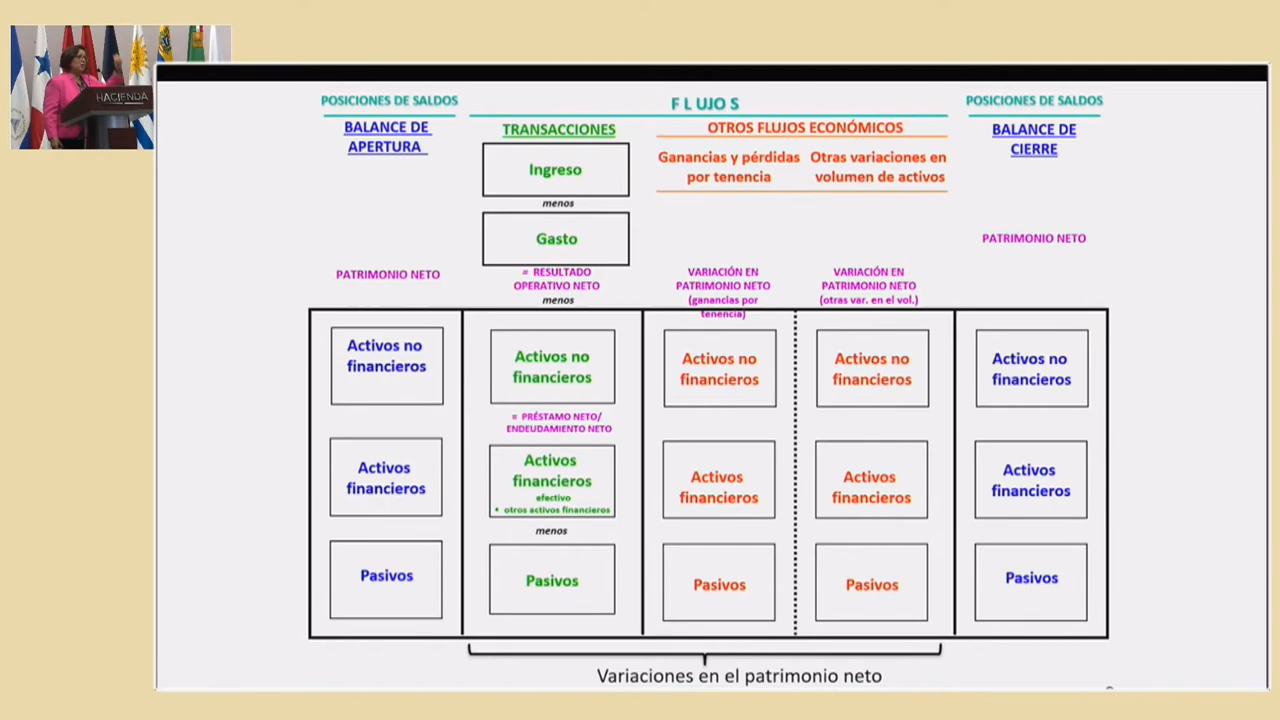 HACIENDA
POSICIONES DE SALDOS
F L UJO S
POSICIONES DE SALDOS
BALANCE DE
APERTURA
TRANSACCIONES
OTROS FLUJOS ECONÓMICOS
BALANCE DE
CIERRE
Ingreso
Ganancias y pérdidas
por tenencia
Otras variaciones en
volumen de activos
menos
Gasto
PATRIMONIO NETO
PATRIMONIO NETO
= RESULTADO
OPERATIVO NETO
menos
VARIACIÓN EN
PATRIMONIO NETO
(ganancias por
tenencia)
VARIACIÓN EN
PATRIMONIO NETO
(otras var. en el vol.)
Activos no
financieros
Activos no
financieros
Activos no
financieros
Activos no
financieros
Activos no
financieros
= PRÉSTAMO NETO/
ENDEUDAMIENTO NETO
Activos
financieros
Activos
financieros
efectivo
• otros activos financieros
Activos
financieros
Activos
financieros
Activos
financieros
menos
Pasivos
Pasivos
Pasivos
Pasivos
Pasivos
Variaciones en el patrimonio neto